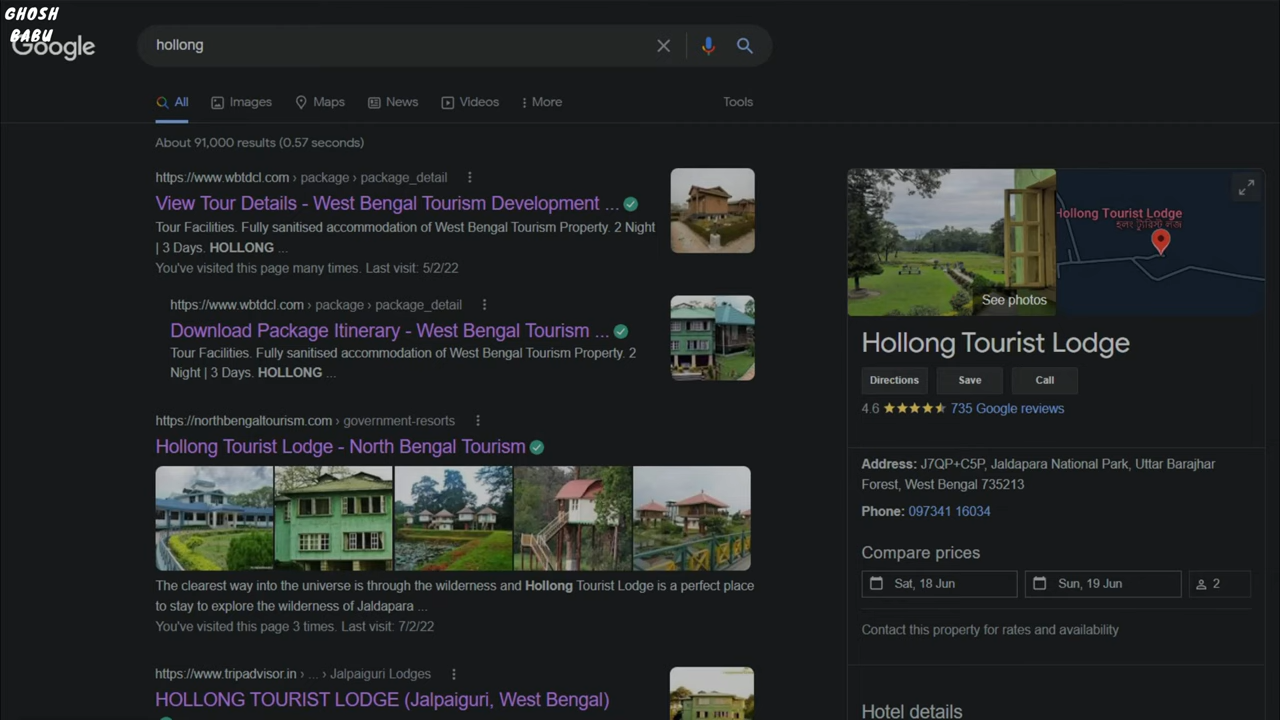 GHOSH
BABU
Google
hollong
All
Images
Maps
News
Videos
More
Tools
About 91,000 results (0.57 seconds)
https://www.wbtdcl.com › package › package_detail
View Tour Details - West Bengal Tourism Development ...
Tour Facilities. Fully sanitised accommodation of West Bengal Tourism Property. 2 Night
| 3 Days. HOLLONG ...
You've visited this page many times. Last visit: 5/2/22
https://www.wbtdcl.com › package › package_detail
Download Package Itinerary - West Bengal Tourism ...
Tour Facilities. Fully sanitised accommodation of West Bengal Tourism Property. 2
Night | 3 Days. HOLLONG ...
https://northbengaltourism.com › government-resorts
Hollong Tourist Lodge - North Bengal Tourism
The clearest way into the universe is through the wilderness and Hollong Tourist Lodge is a perfect place
to stay to explore the wilderness of Jaldapara ...
You've visited this page 3 times. Last visit: 7/2/22
https://www.tripadvisor.in › ... › Jalpaiguri Lodges
HOLLONG TOURIST LODGE (Jalpaiguri, West Bengal)
See photos
Hollong Tourist Lodge
হলং ট্যুরিস্ট লজ
Hollong Tourist Lodge
Directions
Save
Call
4.6
735 Google reviews
Address: J7QP+C5P, Jaldapara National Park, Uttar Barajhar
Forest, West Bengal 735213
Phone: 097341 16034
Compare prices
Sat, 18 Jun
Sun, 19 Jun
2
Contact this property for rates and availability
Hotel details